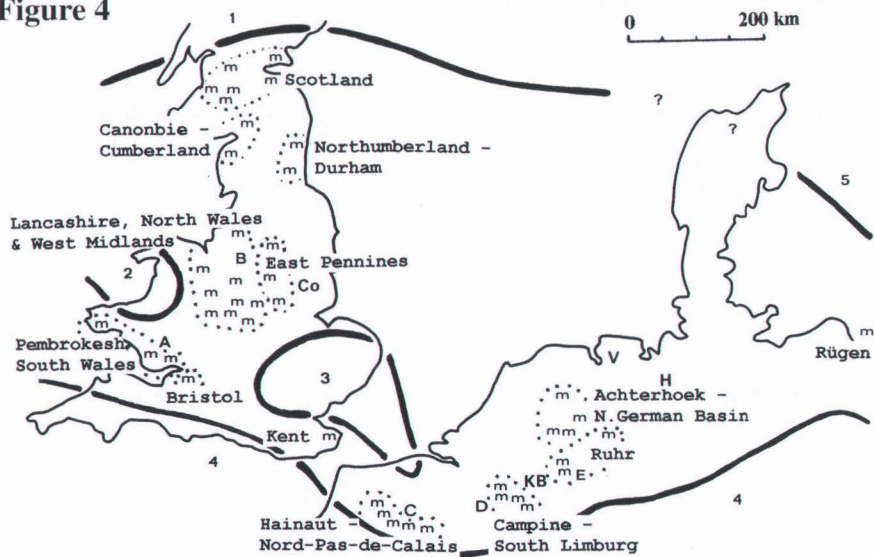 Figure 4
1
0 200 km
m m
m m Scotland
m m
m m
?
?
Canonbie -
Cumberland
m
m
m
m
Northumberland -
Durham
5
Lancashire, North Wales
& West Midlands
m
m
B
m
East Pennines
m
m
Co
m
m m m m
m m
2
m
Pembrokesh.
South Wales
A
m m
m
m
Bristol
3
Kent m
4
V
H
m
Rügen
m
Achterhoek -
m
N.German Basin
m m
m
Ruhr
m
m E
KB
m
m m
D
m
Campine -
South Limburg
4
m
m
C
m m m
Hainaut -
Nord-Pas-de-Calais